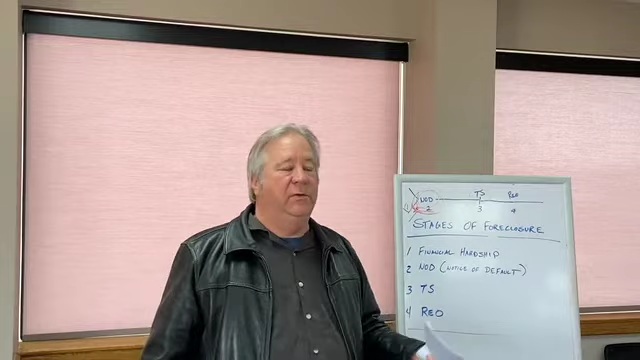 NOD TS REO
1 2 3 4
STAGES OF FORECLOSURE
1 FINANCIAL HARDSHIP
2 NOD (NOTICE OF DEFAULT)
3 TS
4 REO